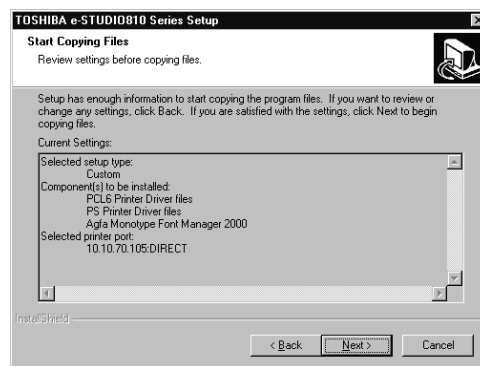 TOSHIBA e-STUDIO810 Series Setup
Start Copying Files
Review settings before copying files.
Setup has enough information to start copying the program files.  If you want to review or
change any settings, click Back.  If you are satisfied with the settings, click Next to begin
copying files.
Current Settings:
Selected setup type:
Custom
Component(s) to be installed:
PCL6 Printer Driver files
PS Printer Driver files
Agfa Monotype Font Manager 2000
Selected printer port:
10.10.70.105:DIRECT
InstallShield
< Back
Next >
Cancel